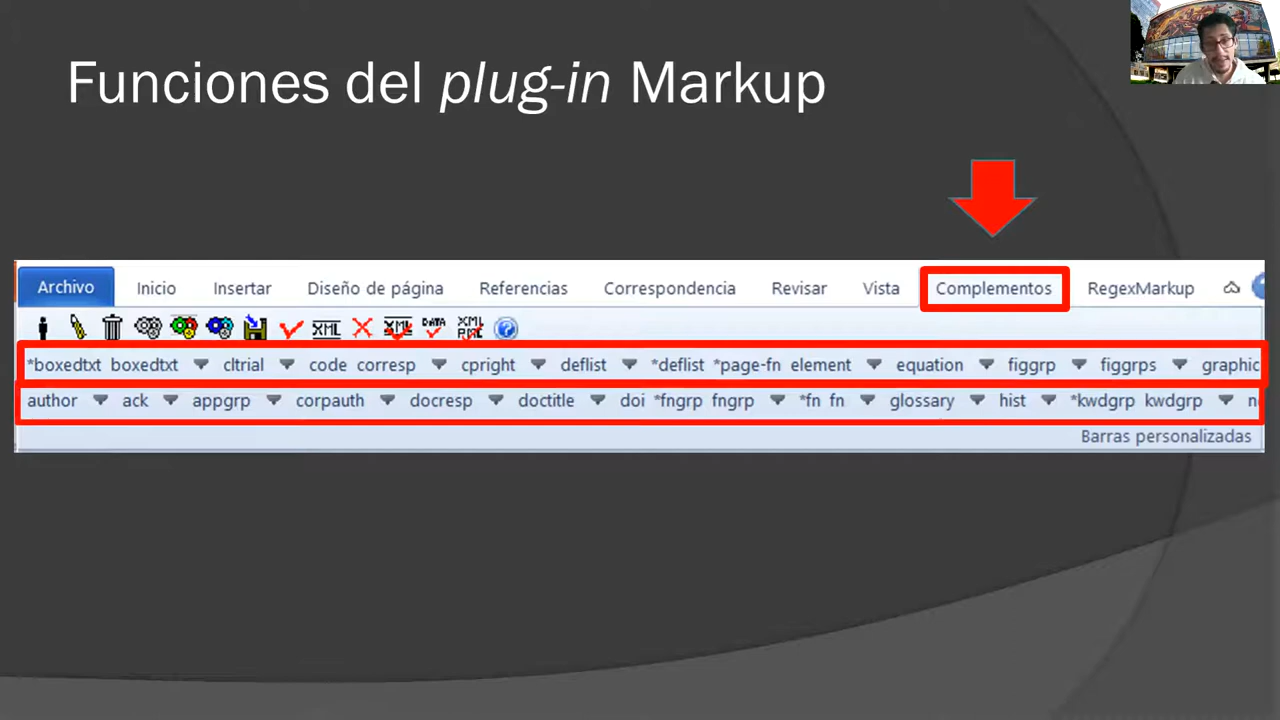 Funciones del plug-in Markup
Archivo Inicio Insertar Diseño de página Referencias Correspondencia Revisar Vista Complementos RegexMarkup
XML XML DATA XML
*boxedtxt boxedtxt cltrial code corresp cpright deflist *deflist *page-fn element equation figgrp figgrps graphic
author ack appgrp corpauth docresp doctitle doi *fngrp fngrp *fn fn glossary hist *kwdgrp kwdgrp
Barras personalizadas